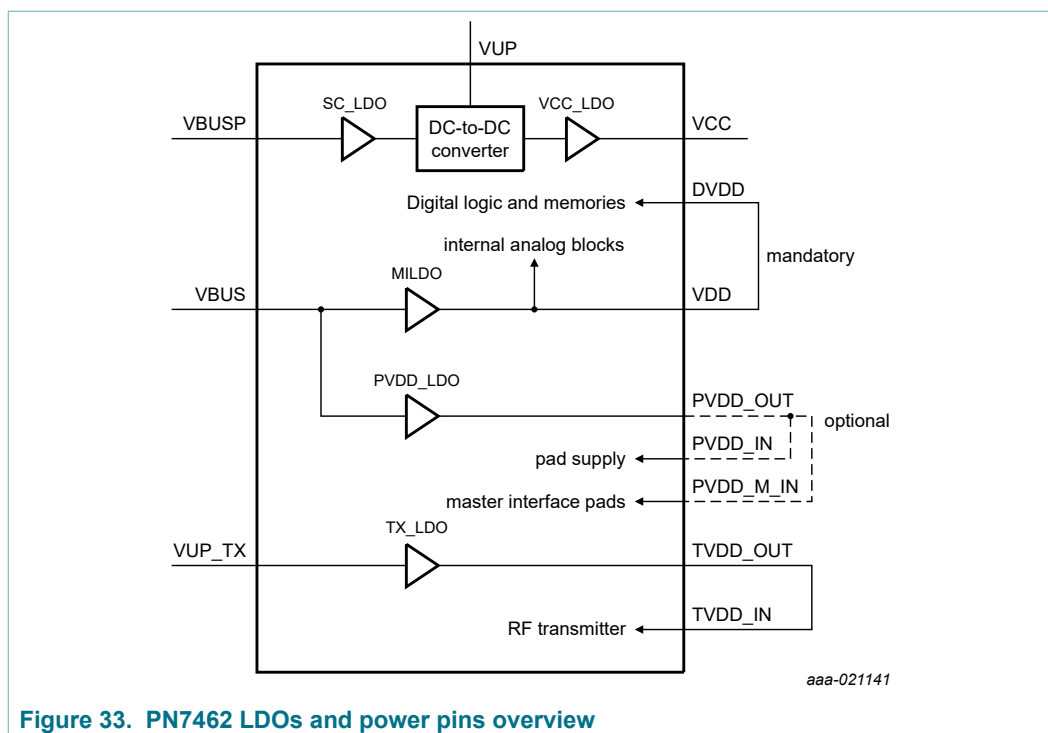 VUP
SC_LDO
VCC_LDO
VBUSP
DC-to-DC
converter
VCC
DVDD
Digital logic and memories
internal analog blocks
mandatory
MILDO
VBUS
VDD
PVDD_LDO
PVDD_OUT
optional
PVDD_IN
pad supply
PVDD_M_IN
master interface pads
TX_LDO
VUP_TX
TVDD_OUT
TVDD_IN
RF transmitter
aaa-021141
Figure 33. PN7462 LDOs and power pins overview